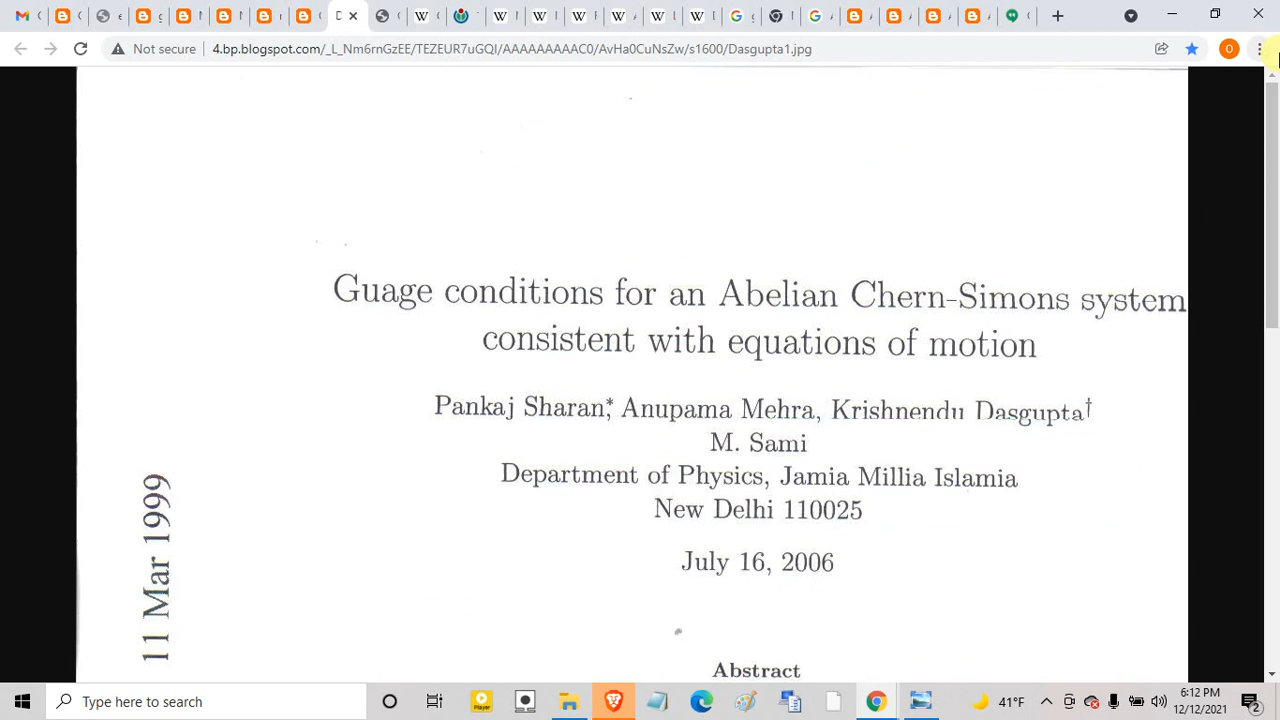 Not secure
4.bp.blogspot.com/_L_Nm6rnGzEE/TEZEUR7uGQI/AAAAAAAAAC0/AvHa0CuNsZw/s1600/Dasgupta1.jpg
O
Guage conditions for an Abelian Chern-Simons system
consistent with equations of motion
Pankaj Sharan,* Anupama Mehra, Krishnendu Dasgupta†
M. Sami
Department of Physics, Jamia Millia Islamia
New Delhi 110025
July 16, 2006
11 Mar 1999
Abstract
Type here to search
Player
41°F
6:12 PM
12/12/2021
2